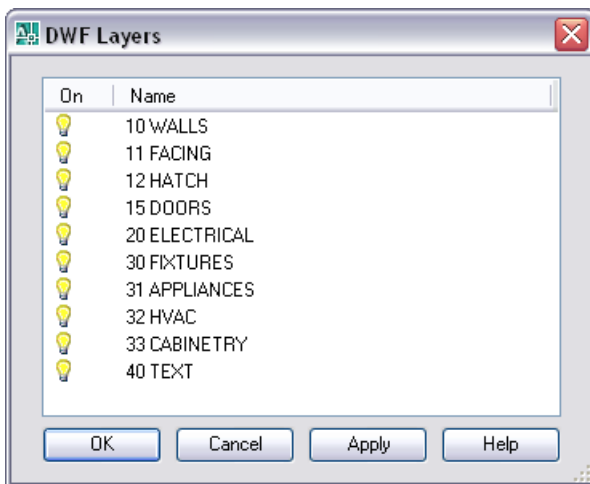 DWF Layers
On Name
10 WALLS
11 FACING
12 HATCH
15 DOORS
20 ELECTRICAL
30 FIXTURES
31 APPLIANCES
32 HVAC
33 CABINETRY
40 TEXT
OK Cancel Apply Help